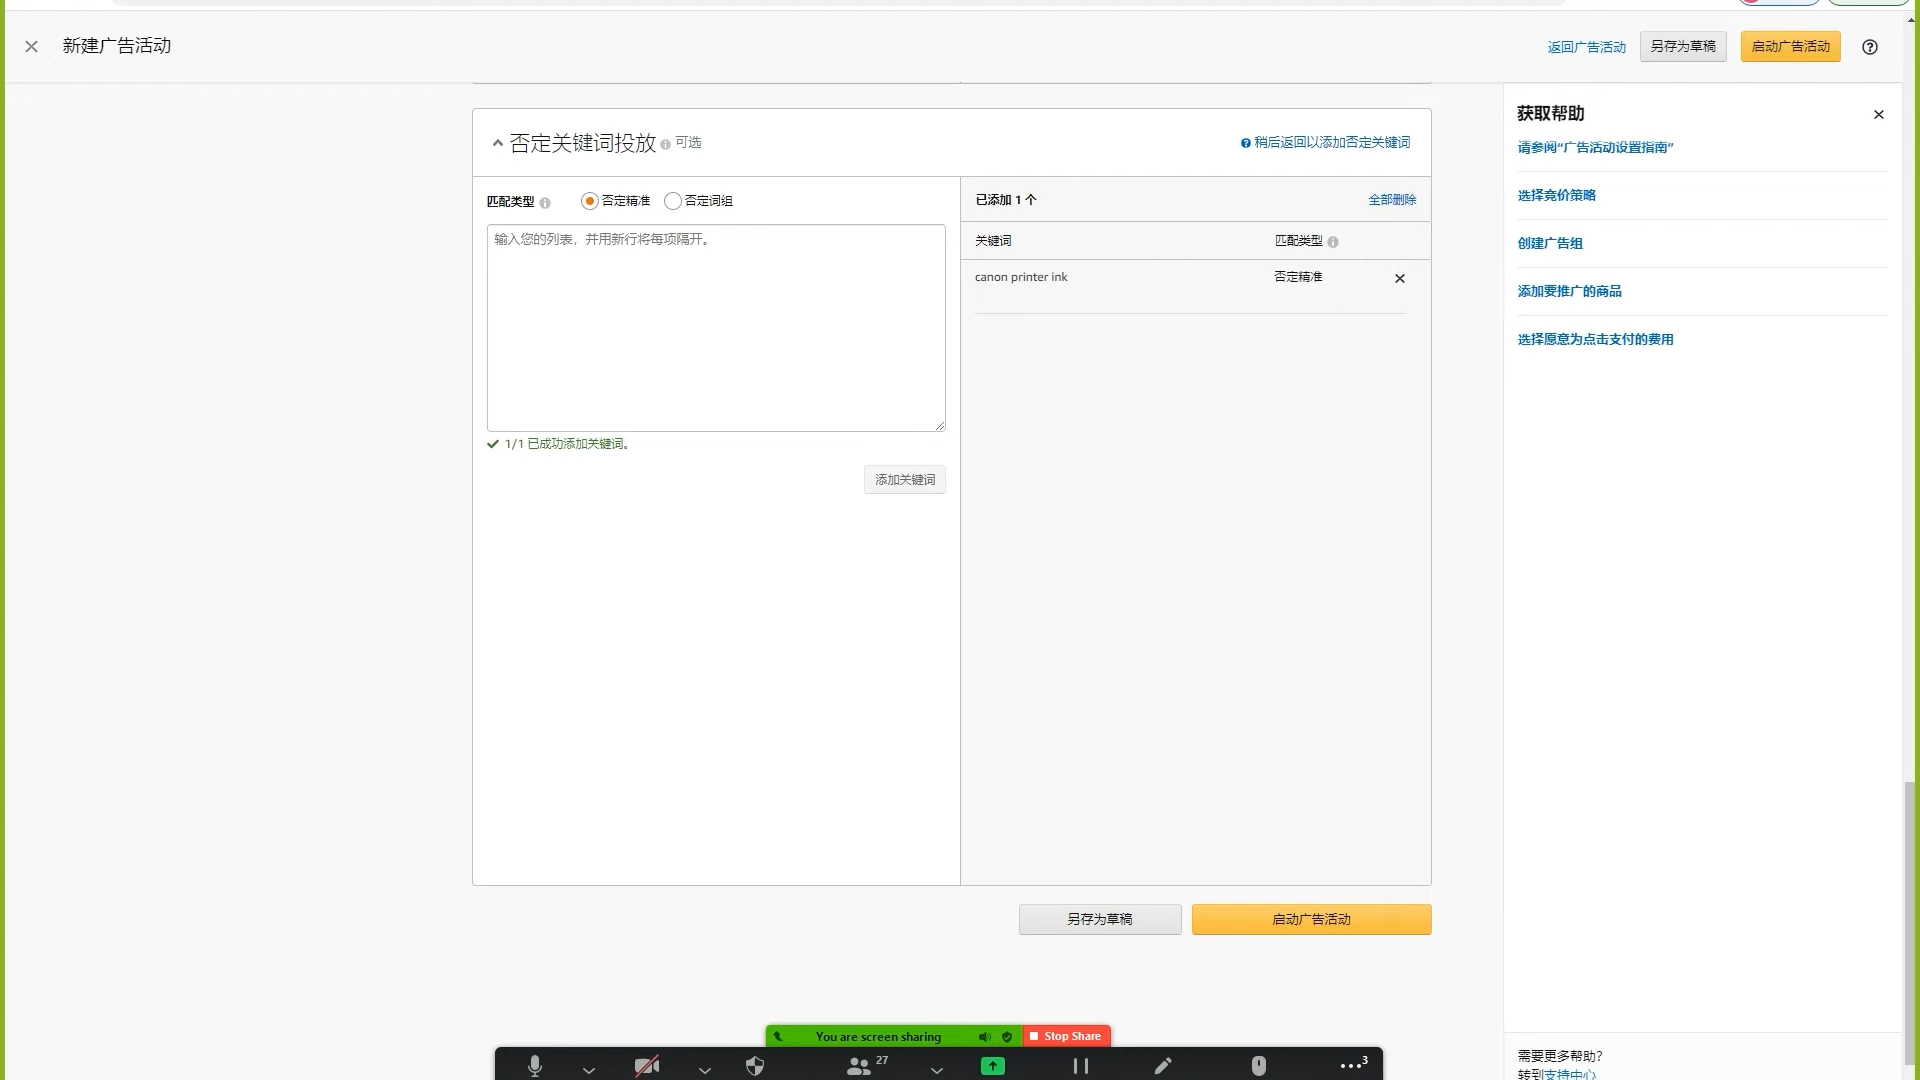 新建广告活动
返回广告活动
另存为草稿
启动广告活动
否定关键词投放 可选
稍后返回以添加否定关键词
匹配类型 否定精准 否定词组
输入您的列表，并用新行将每项隔开。
1/1 已成功添加关键词。
添加关键词
已添加 1 个
全部删除
关键词 匹配类型
canon printer ink 否定精准
另存为草稿
启动广告活动
获取帮助
请参阅“广告活动设置指南”
选择竞价策略
创建广告组
添加要推广的商品
选择愿意为点击支付的费用
需要更多帮助?
转到支持中心
You are screen sharing
Stop Share
27
3